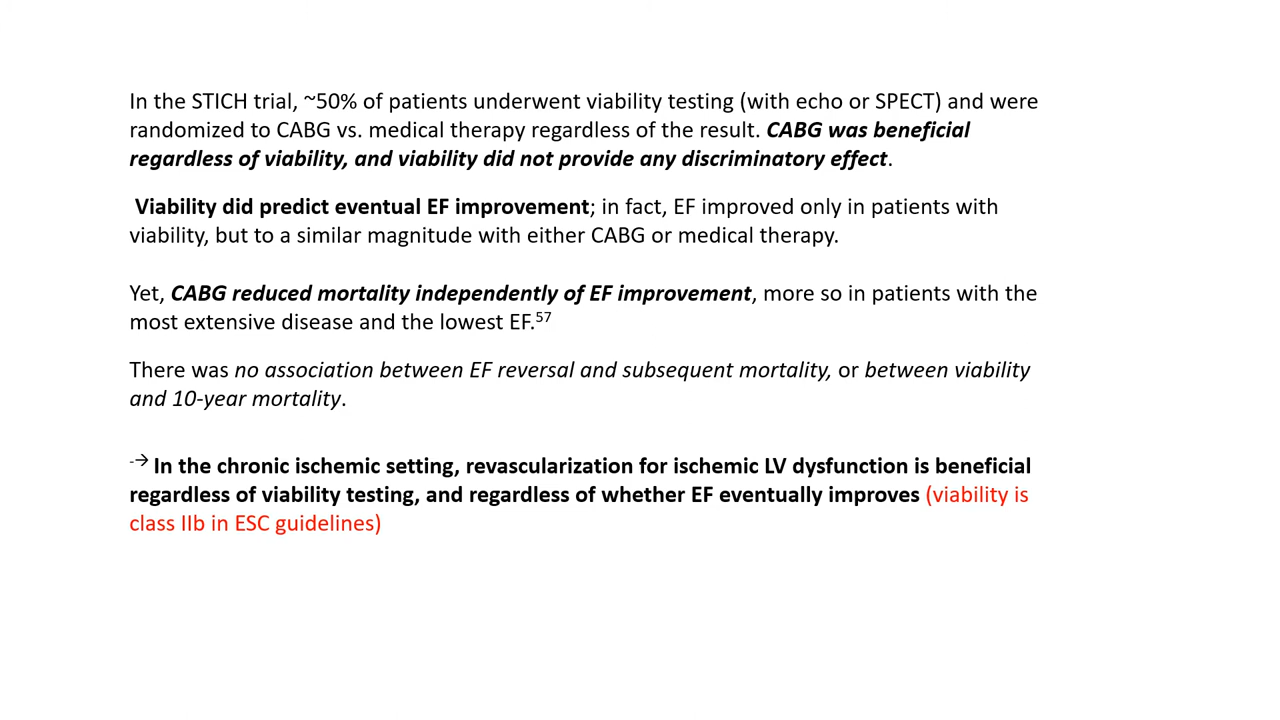 In the STICH trial, ~50% of patients underwent viability testing (with echo or SPECT) and were
randomized to CABG vs. medical therapy regardless of the result. CABG was beneficial
regardless of viability, and viability did not provide any discriminatory effect.
Viability did predict eventual EF improvement; in fact, EF improved only in patients with
viability, but to a similar magnitude with either CABG or medical therapy.
Yet, CABG reduced mortality independently of EF improvement, more so in patients with the
most extensive disease and the lowest EF.57
There was no association between EF reversal and subsequent mortality, or between viability
and 10-year mortality.
-→ In the chronic ischemic setting, revascularization for ischemic LV dysfunction is beneficial
regardless of viability testing, and regardless of whether EF eventually improves (viability is
class IIb in ESC guidelines)